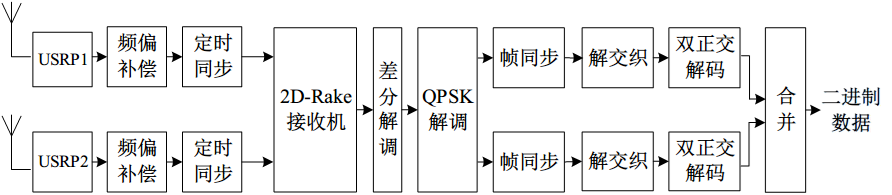 USRP1
频偏
补偿
定时
同步
2D-Rake
接收机
差
分
解
调
QPSK
解调
帧同步
解交织
双正交
解码
合
并
二进制
数据
USRP2
频偏
补偿
定时
同步
帧同步
解交织
双正交
解码